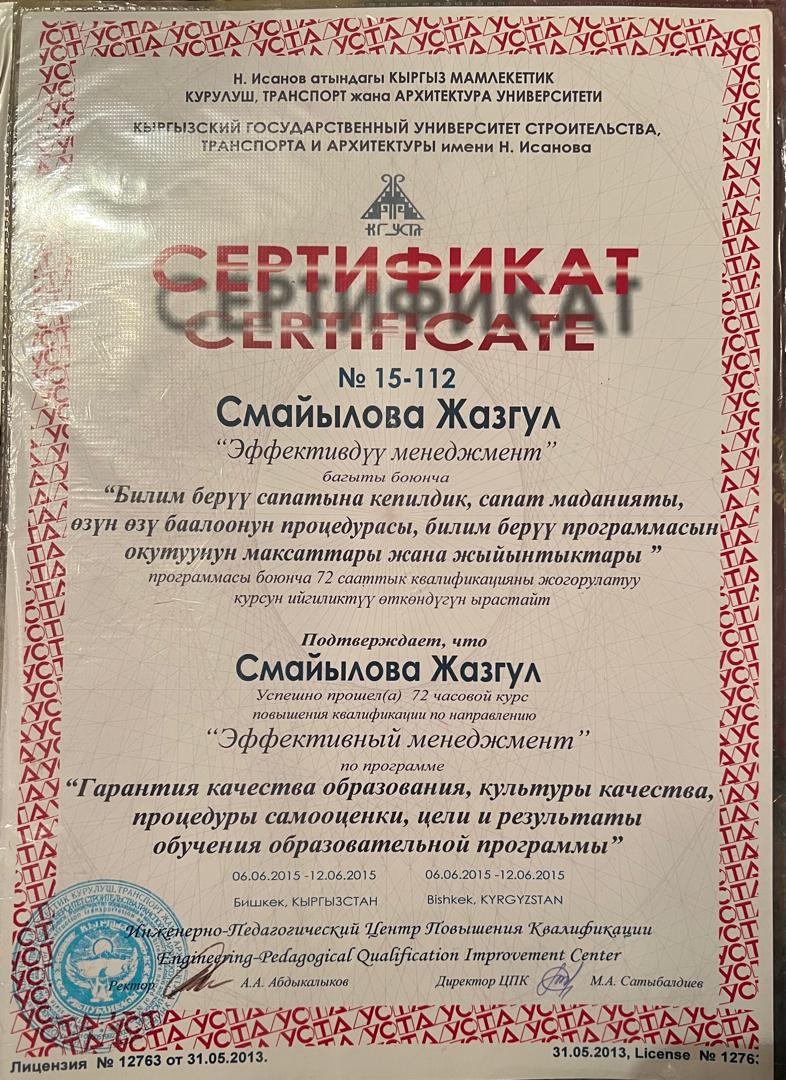 Н. Исанов атындагы КЫРГЫЗ МАМЛЕКЕТТИК
КУРУЛУШ, ТРАНСПОРТ жана АРХИТЕКТУРА УНИВЕРСИТЕТИ
КЫРГЫЗСКИЙ ГОСУДАРСТВЕННЫЙ УНИВЕРСИТЕТ СТРОИТЕЛЬСТВА,
ТРАНСПОРТА И АРХИТЕКТУРЫ имени Н. Исанова
КГ УСТА
СЕРТИФИКАТ
CERTIFICATE
№ 15-112
Смайылова Жазгул
“Эффективдүү менеджмент”
багыты боюнча
“Билим берүү сапатына кепилдик, сапат маданияты,
өзүн өзү баалоонун процедурасы, билим берүү программасын
окутуунун максаттары жана жыйынтыктары ”
программасы боюнча 72 сааттык квалификацияны жогорулатуу
курсун ийгиликтүү өткөндүгүн ырастайт
Подтверждает, что
Смайылова Жазгул
Успешно прошел(а) 72 часовой курс
повышения квалификации по направлению
“Эффективный менеджмент”
по программе
“Гарантия качества образования, культуры качества,
процедуры самооценки, цели и результаты
обучения образовательной программы”
06.06.2015 -12.06.2015 06.06.2015 -12.06.2015
Бишкек, КЫРГЫЗСТАН Bishkek, KYRGYZSTAN
Инженерно-Педагогический Центр Повышения Квалификации
Engineering-Pedagogical Qualification Improvement Center
Ректор А.А. Абдыкалыков Директор ЦПК М.А. Сатыбалдиев
Лицензия № 12763 от 31.05.2013. 31.05.2013, License № 1276